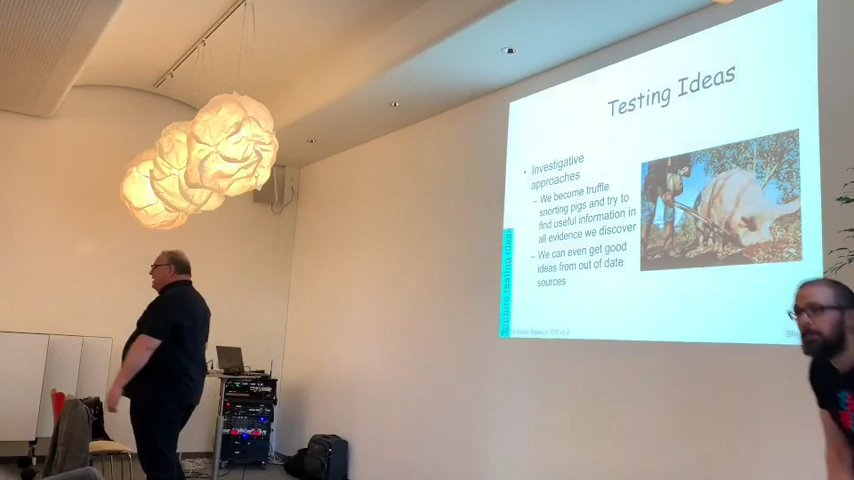 Testing Ideas
• Investigative
approaches
– We become truffle
snorting pigs and try to
find useful information in
all evidence we discover
– We can even get good
ideas from out of date
sources